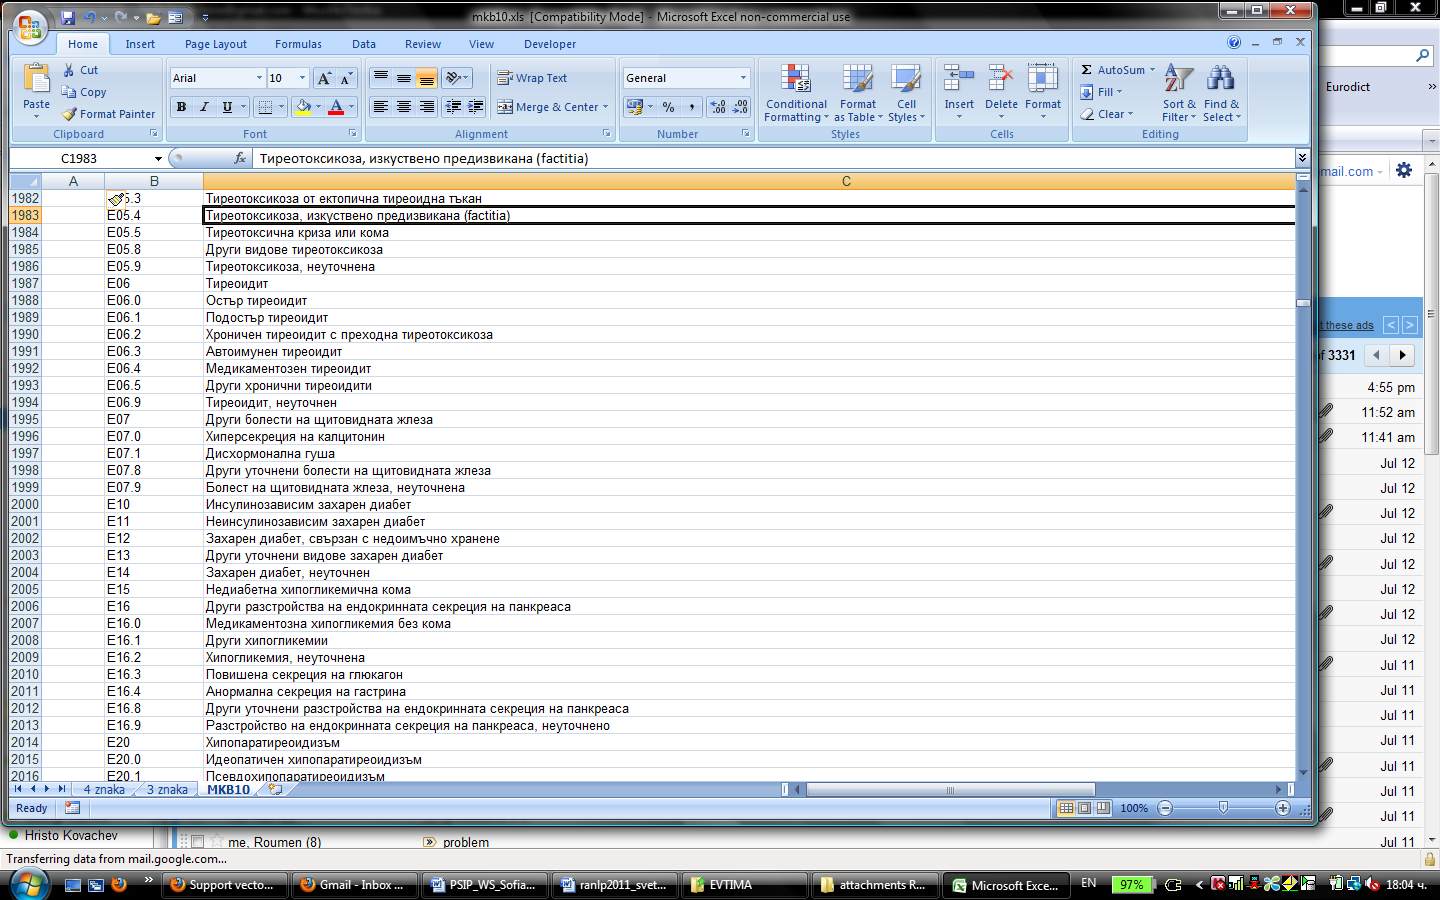 mkb10.xls [Compatibility Mode] - Microsoft Excel non-commercial use
Home Insert Page Layout Formulas Data Review View Developer
Paste Cut Copy Format Painter
Arial 10 Wrap Text General
B I U Merge & Center
Conditional Formatting Format as Table Cell Styles
Insert Delete Format
AutoSum Fill Clear Sort & Filter Find & Select
Clipboard Font Alignment Number Styles Cells Editing
Eurodict
C1983 fx Тиреотоксикоза, изкуствено предизвикана (factitia)
mail.com
A B C
1982 5.3 Тиреотоксикоза от ектопична тиреоидна тъкан
1983 E05.4 Тиреотоксикоза, изкуствено предизвикана (factitia)
1984 E05.5 Тиреотоксична криза или кома
1985 E05.8 Други видове тиреотоксикоза
1986 E05.9 Тиреотоксикоза, неуточнена
1987 E06 Тиреоидит
1988 E06.0 Остър тиреоидит
1989 E06.1 Подостър тиреоидит
1990 E06.2 Хроничен тиреоидит с преходна тиреотоксикоза
1991 E06.3 Автоимунен тиреоидит
1992 E06.4 Медикаментозен тиреоидит
1993 E06.5 Други хронични тиреоидити
1994 E06.9 Тиреоидит, неуточнен
1995 E07 Други болести на щитовидната жлеза
1996 E07.0 Хиперсекреция на калцитонин
1997 E07.1 Дисхормонална гуша
1998 E07.8 Други уточнени болести на щитовидната жлеза
1999 E07.9 Болест на щитовидната жлеза, неуточнена
2000 E10 Инсулинозависим захарен диабет
2001 E11 Неинсулинозависим захарен диабет
2002 E12 Захарен диабет, свързан с недоимъчно хранене
2003 E13 Други уточнени видове захарен диабет
2004 E14 Захарен диабет, неуточнен
2005 E15 Недиабетна хипогликемична кома
2006 E16 Други разстройства на ендокринната секреция на панкреаса
2007 E16.0 Медикаментозна хипогликемия без кома
2008 E16.1 Други хипогликемии
2009 E16.2 Хипогликемия, неуточнена
2010 E16.3 Повишена секреция на глюкагон
2011 E16.4 Анормална секреция на гастрина
2012 E16.8 Други уточнени разстройства на ендокринната секреция на панкреаса
2013 E16.9 Разстройство на ендокринната секреция на панкреаса, неуточнено
2014 E20 Хипопаратиреоидизъм
2015 E20.0 Идеопатичен хипопаратиреоидизъм
2016 E20.1 Псевдохипопаратиреоидизъм
t these ads < >
of 3331
4:55 pm
11:52 am
11:41 am
Jul 12
Jul 12
Jul 12
Jul 12
Jul 12
Jul 12
Jul 12
Jul 12
Jul 11
Jul 11
Jul 11
Jul 11
Jul 11
Jul 11
Jul 11
Jul 11
4 znaka 3 znaka MKB10
Ready 100%
Hristo Kovachev me, Roumen (8) problem
Transferring data from mail.google.com...
Support vecto... Gmail - Inbox ... PSIP_WS_Sofia... ranlp2011_svet... EVTIMA attachments R... Microsoft Exce... EN 97% 18:04 ч.